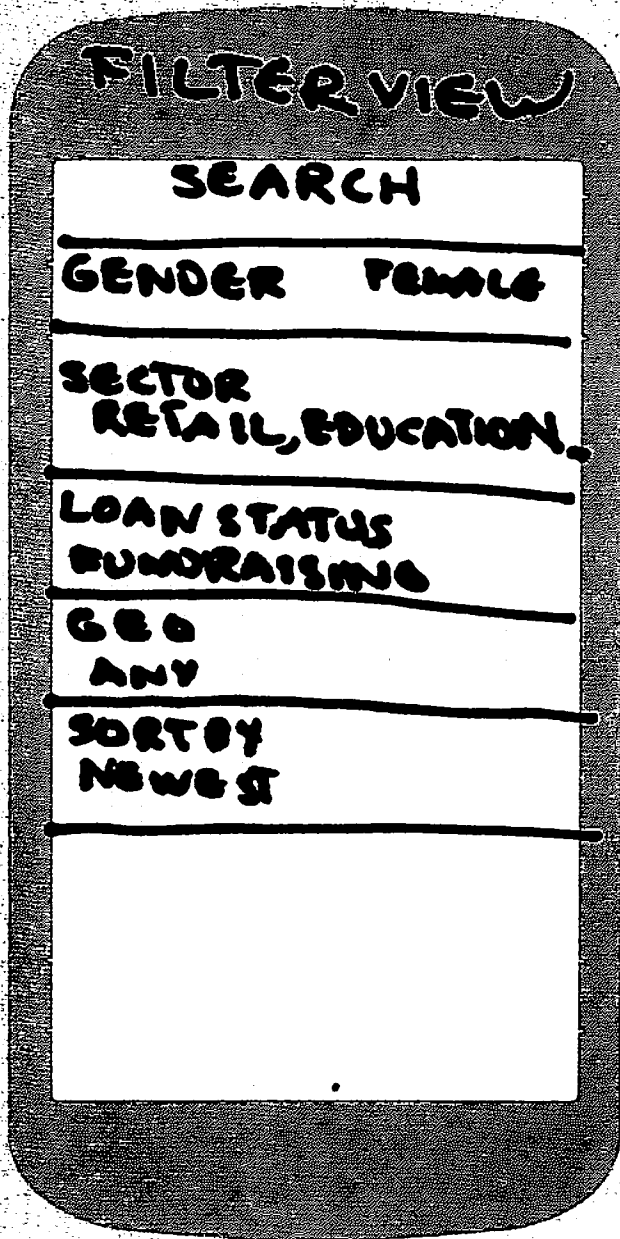 FILTER VIEW
SEARCH
GENDER FEMALE
SECTOR
RETAIL, EDUCATION..
LOAN STATUS
FUNDRAISING
GEO
ANY
SORT BY
NEWEST